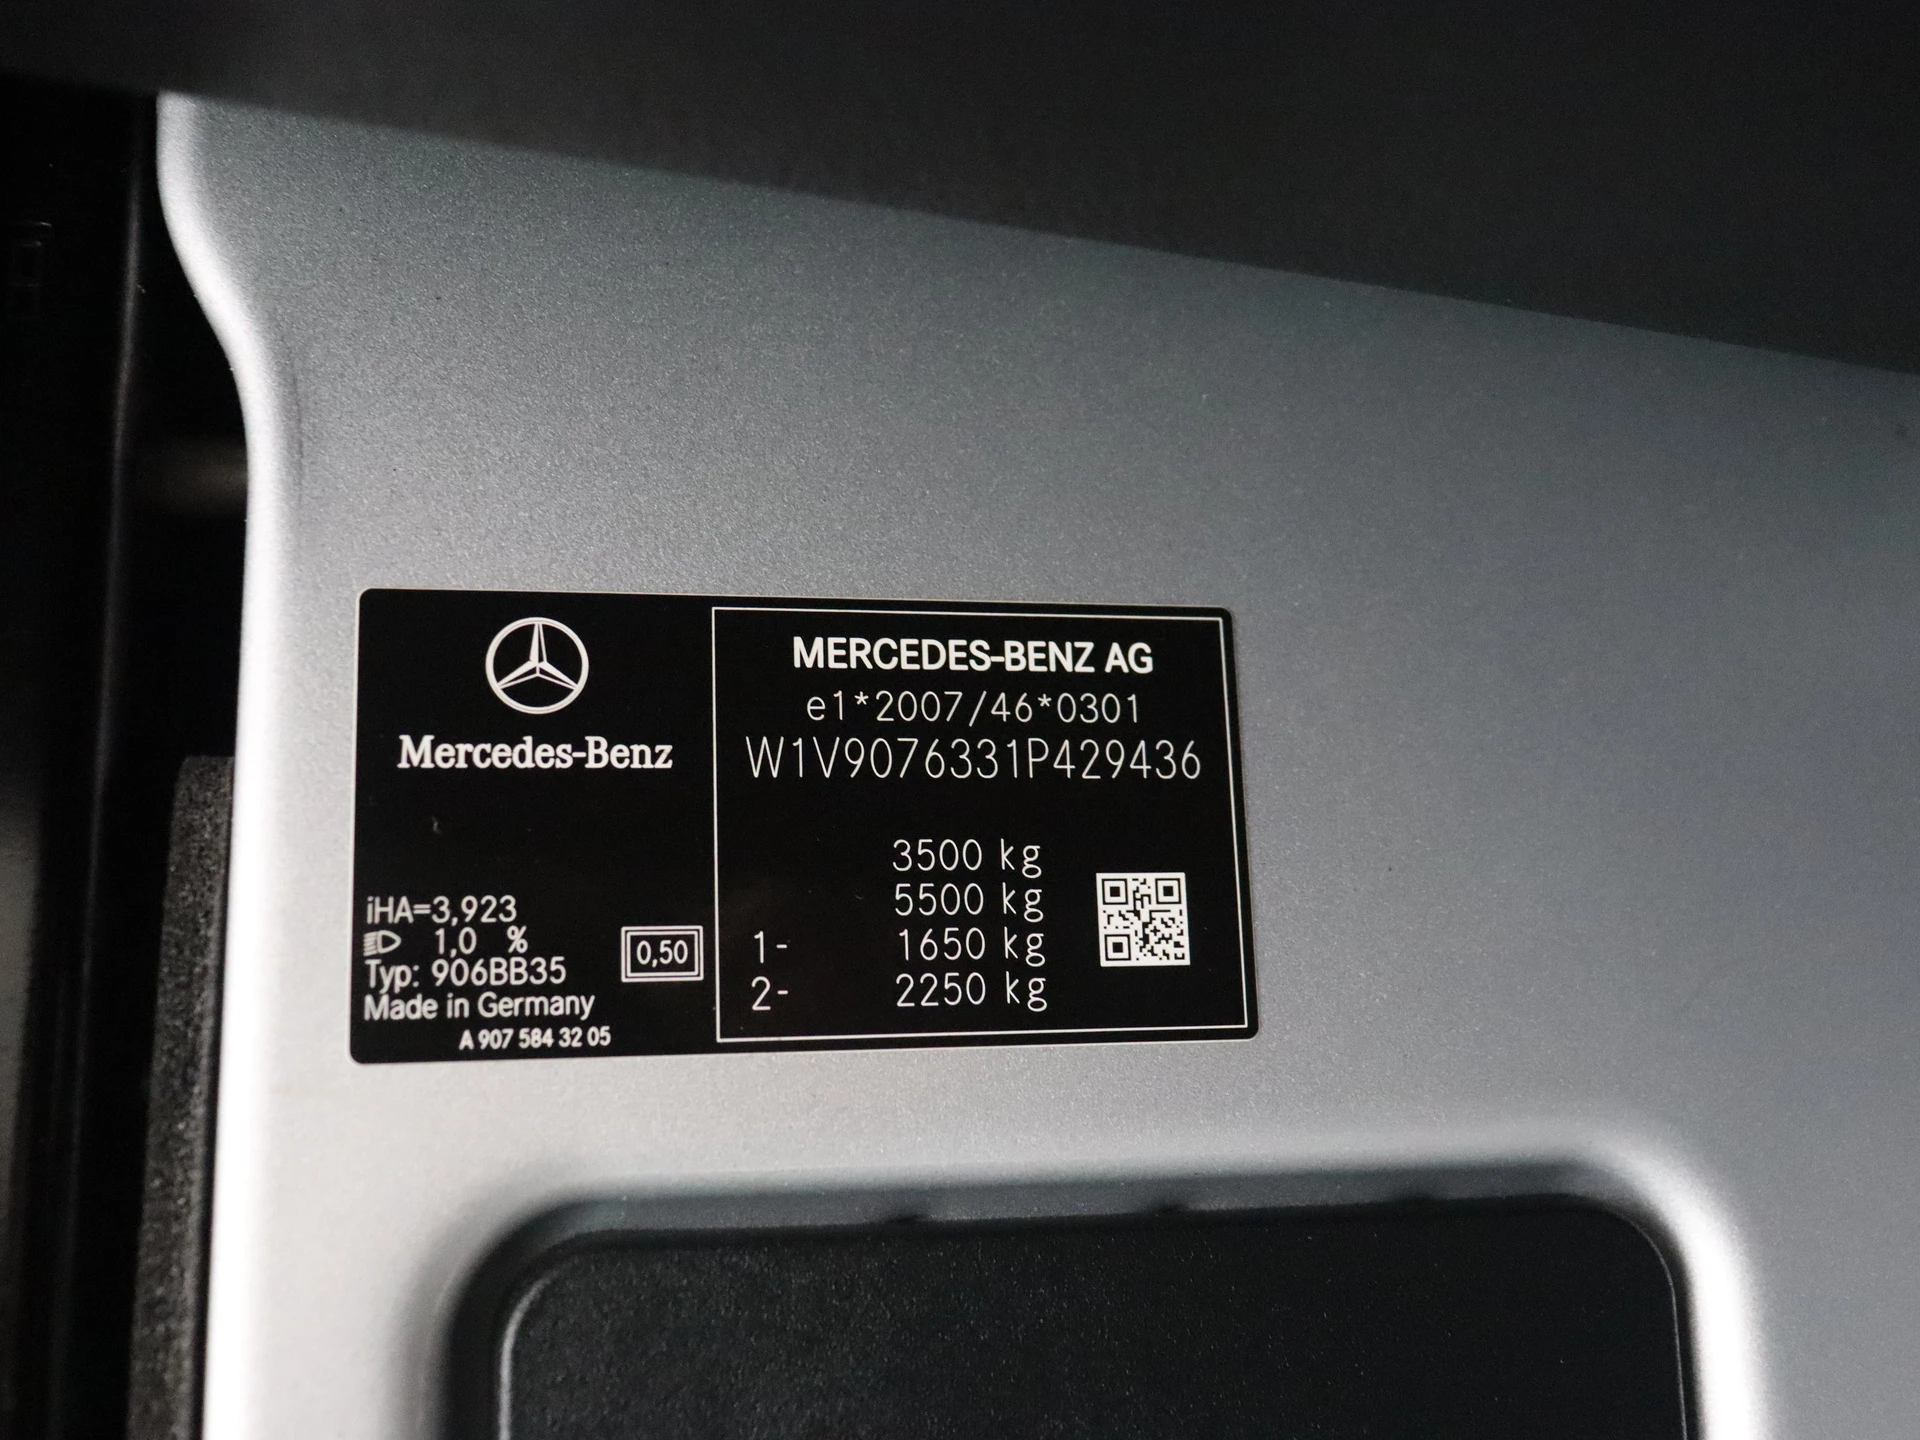 Mercedes-Benz
iHA=3,923
1,0 %
Typ: 906BB35
Made in Germany
A 907 584 32 05
0,50
MERCEDES-BENZ AG
e1*2007/46*0301
W1V9076331P429436
3500 kg
5500 kg
1- 1650 kg
2- 2250 kg